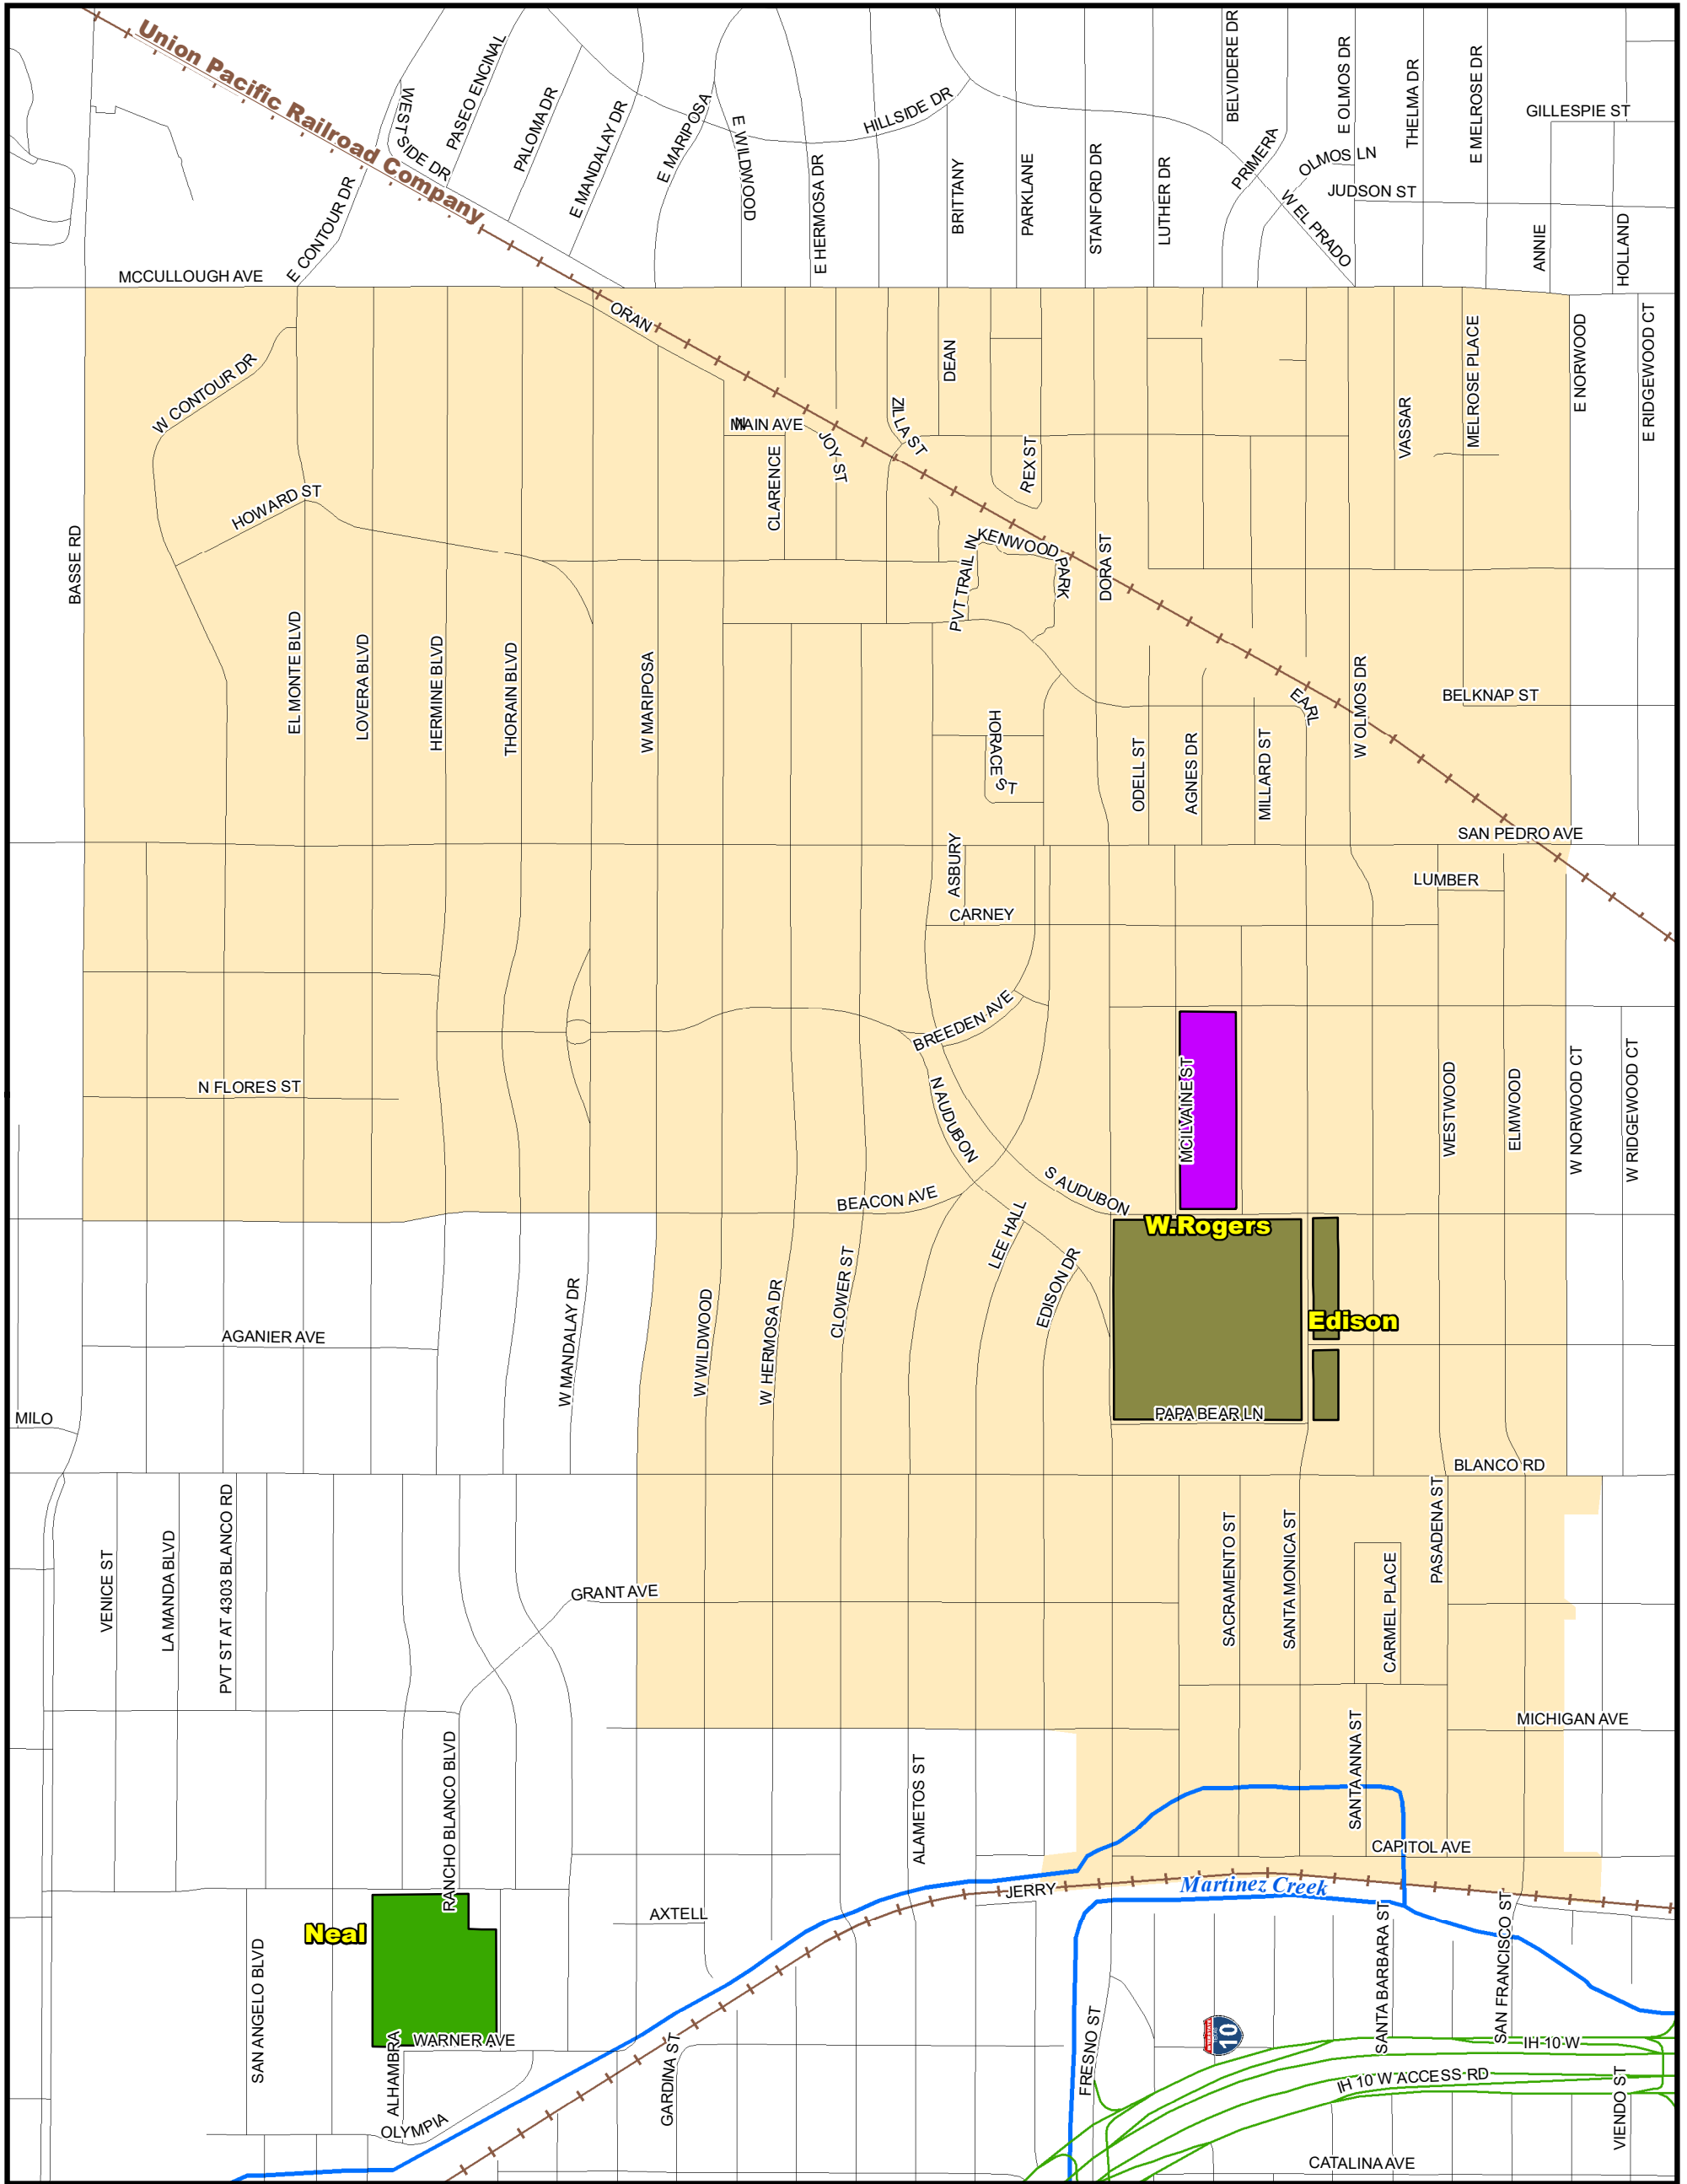 Union Pacific Railroad Company
WEST SIDE DR
PASEO ENCINAL
PALOMA DR
E MANDALAY DR
E MARIPOSA
E WILDWOOD
E HERMOSA DR
HILLSIDE DR
BRITTANY
PARKLANE
STANFORD DR
LUTHER DR
BELVIDERE DR
PRIMERA
E OLMOS DR
OLMOS LN
JUDSON ST
W EL PRADO
THELMA DR
E MELROSE DR
GILLESPIE ST
ANNIE
HOLLAND
E CONTOUR DR
MCCULLOUGH AVE
ORAN
W CONTOUR DR
DEAN
MELROSE PLACE
E NORWOOD
E RIDGEWOOD CT
VASSAR
MAIN AVE
ZILLA ST
JOY ST
CLARENCE
REX ST
HOWARD ST
BASSE RD
KENWOOD
PARK
PVT TRAIL IN
DORA ST
EL MONTE BLVD
LOVERA BLVD
HERMINE BLVD
THORAIN BLVD
W MARIPOSA
HORACE ST
ODELL ST
AGNES DR
MILLARD ST
EARL
W OLMOS DR
BELKNAP ST
SAN PEDRO AVE
ASBURY
LUMBER
CARNEY
BREEDEN AVE
N FLORES ST
N AUDUBON
MCILVAINE ST
WESTWOOD
ELMWOOD
W NORWOOD CT
W RIDGEWOOD CT
S AUDUBON
BEACON AVE
W.Rogers
LEE HALL
EDISON DR
CLOWER ST
W HERMOSA DR
W WILDWOOD
W MANDALAY DR
Edison
AGANIER AVE
MILO
PAPA BEAR LN
BLANCO RD
VENICE ST
LA MANDA BLVD
PVT ST AT 4303 BLANCO RD
GRANT AVE
SACRAMENTO ST
SANTA MONICA ST
CARMEL PLACE
PASADENA ST
MICHIGAN AVE
SANTA ANNA ST
RANCHO BLANCO BLVD
ALAMETOS ST
CAPITOL AVE
JERRY
Martinez Creek
AXTELL
Neal
SAN ANGELO BLVD
WARNER AVE
ALHAMBRA
OLYMPIA
GARDINA ST
FRESNO ST
10
SANTA BARBARA ST
SAN FRANCISCO ST
IH 10 W
IH 10 W ACCESS RD
VIENDO ST
CATALINA AVE